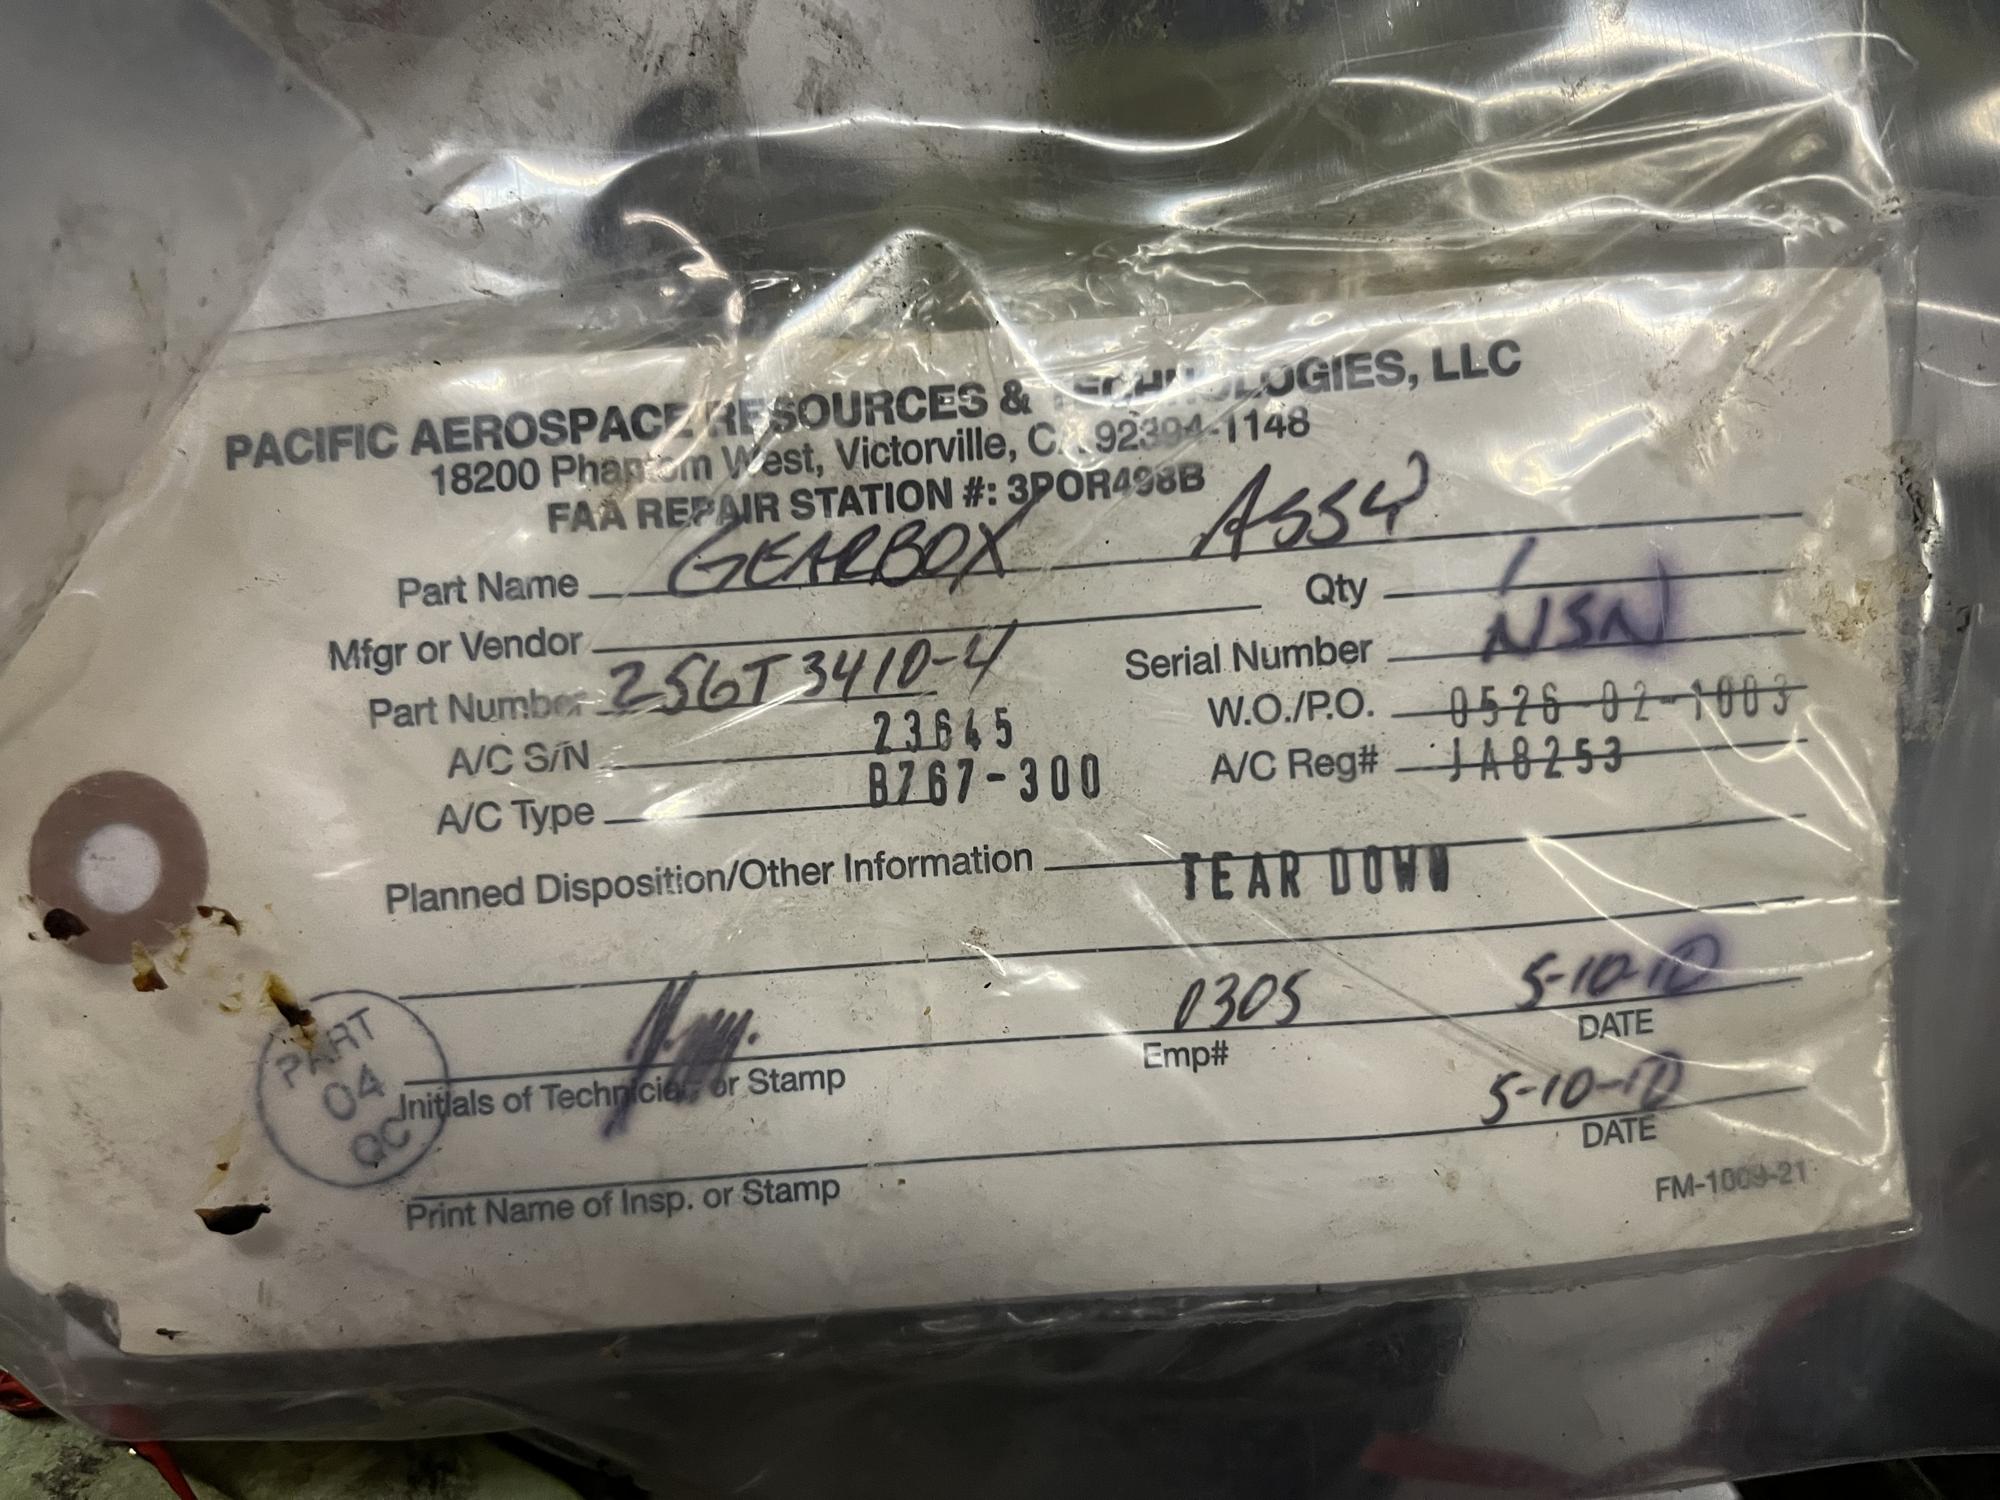 PACIFIC AEROSPACE RESOURCES & TECHNOLOGIES, LLC
18200 Phantom West, Victorville, CA 92394-1148
FAA REPAIR STATION #: 3POR498B
Part Name GEARBOX ASSY
Mfgr or Vendor Qty 1
Part Number 256T3410-4 Serial Number NSN
A/C S/N 23645 W.O./P.O. 0526-02-1003
A/C Type B767-300 A/C Reg# JA8253
Planned Disposition/Other Information TEAR DOWN
0305 5-10-10
Initials of Technician or Stamp Emp# DATE
PART
04
QC
5-10-10
Print Name of Insp. or Stamp DATE
FM-1009-21